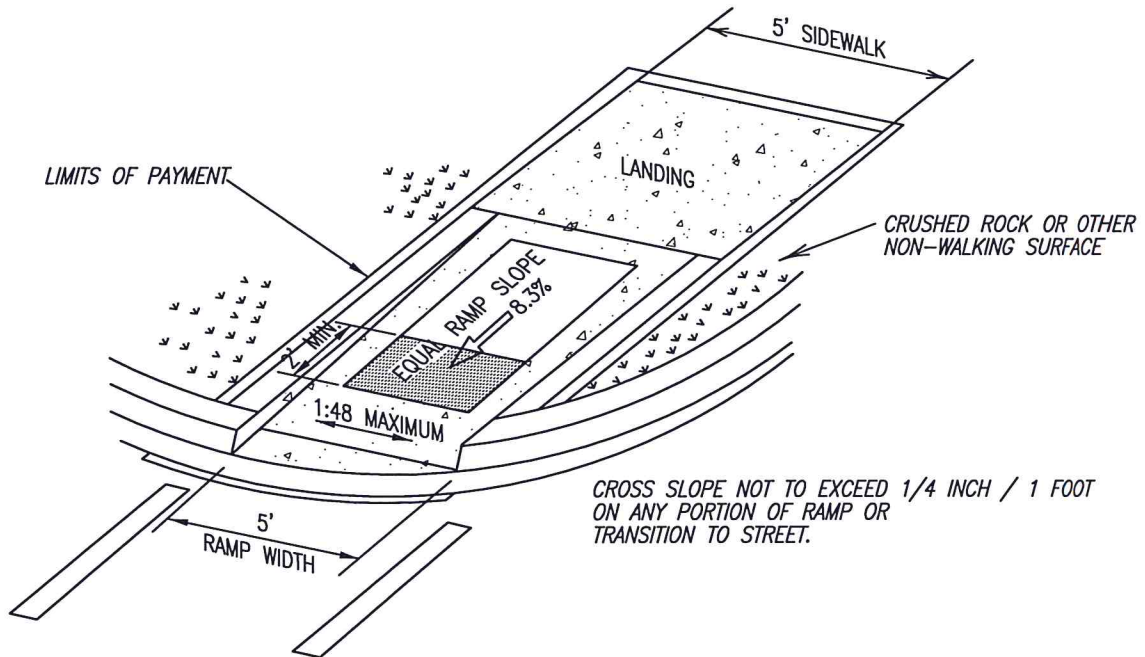 5' SIDEWALK
LIMITS OF PAYMENT
LANDING
CRUSHED ROCK OR OTHER
NON-WALKING SURFACE
EQUAL RAMP SLOPE
8.3%
2' MIN.
1:48 MAXIMUM
CROSS SLOPE NOT TO EXCEED 1/4 INCH / 1 FOOT
ON ANY PORTION OF RAMP OR
TRANSITION TO STREET.
5'
RAMP WIDTH